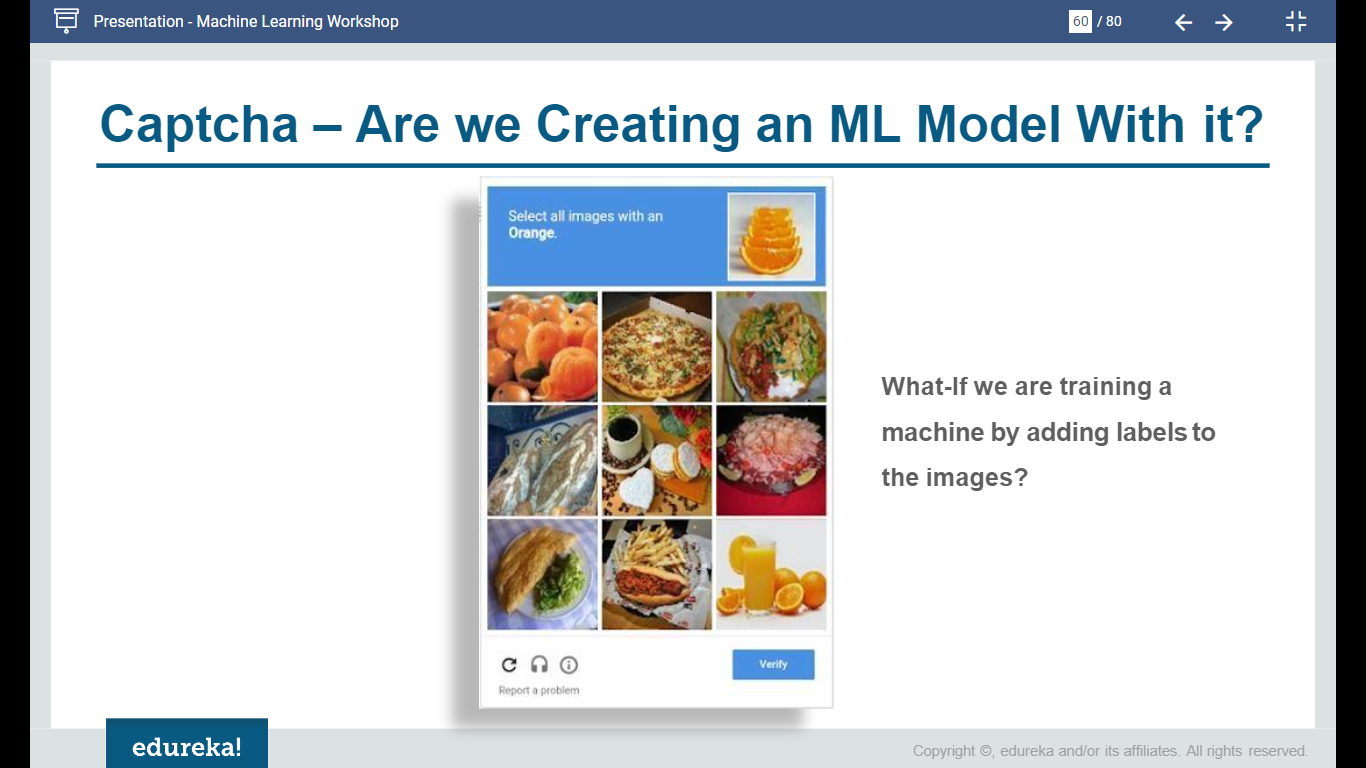 Presentation - Machine Learning Workshop
60 / 80
Captcha – Are we Creating an ML Model With it?
Select all images with an
Orange.
What-If we are training a
machine by adding labels to
the images?
Verify
Report a problem
edureka!
Copyright ©, edureka and/or its affiliates. All rights reserved.